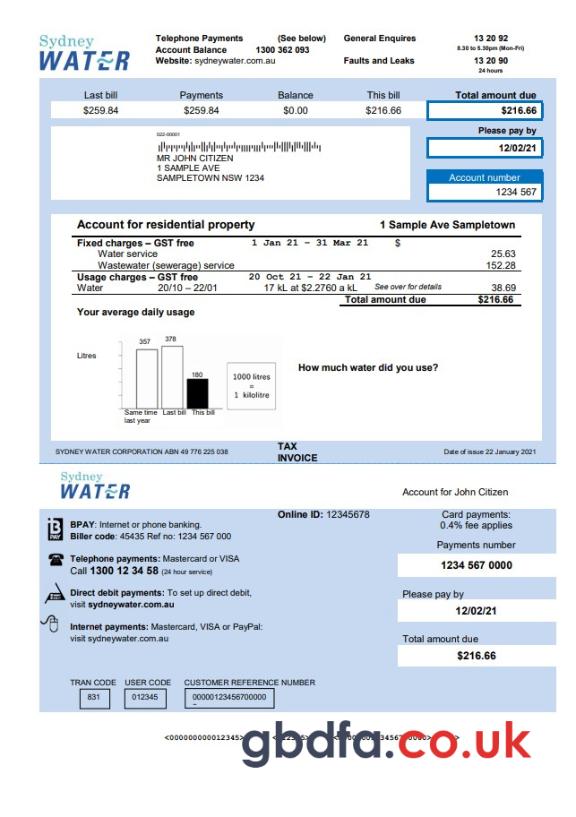 Sydney WATER
Telephone Payments (See below) General Enquires 13 20 92
Account Balance 1300 362 093 8.30 to 5.30pm (Mon-Fri)
Website: sydneywater.com.au Faults and Leaks 13 20 90
24 hours
Last bill Payments Balance This bill Total amount due
$259.84 $259.84 $0.00 $216.66 $216.66
Please pay by
12/02/21
022-00001
MR JOHN CITIZEN
1 SAMPLE AVE
SAMPLETOWN NSW 1234
Account number
1234 567
Account for residential property 1 Sample Ave Sampletown
Fixed charges – GST free 1 Jan 21 – 31 Mar 21 $
Water service 25.63
Wastewater (sewerage) service 152.28
Usage charges – GST free 20 Oct 21 – 22 Jan 21
Water 20/10 – 22/01 17 kL at $2.2760 a kL See over for details 38.69
Total amount due $216.66
Your average daily usage
Litres
357 378 180
Same time last year Last bill This bill
1000 litres
=
1 kilolitre
How much water did you use?
SYDNEY WATER CORPORATION ABN 49 776 225 038 TAX INVOICE Date of issue 22 January 2021
Sydney WATER
Account for John Citizen
Online ID: 12345678
Card payments:
0.4% fee applies
B PAY
BPAY: Internet or phone banking.
Biller code: 45435 Ref no: 1234 567 000
Payments number
1234 567 0000
Telephone payments: Mastercard or VISA
Call 1300 12 34 58 (24 hour service)
Direct debit payments: To set up direct debit,
visit sydneywater.com.au
Please pay by
12/02/21
Internet payments: Mastercard, VISA or PayPal:
visit sydneywater.com.au
Total amount due
$216.66
TRAN CODE USER CODE CUSTOMER REFERENCE NUMBER
831 012345 00000123456700000
<000000000012345>
gbdfa.co.uk